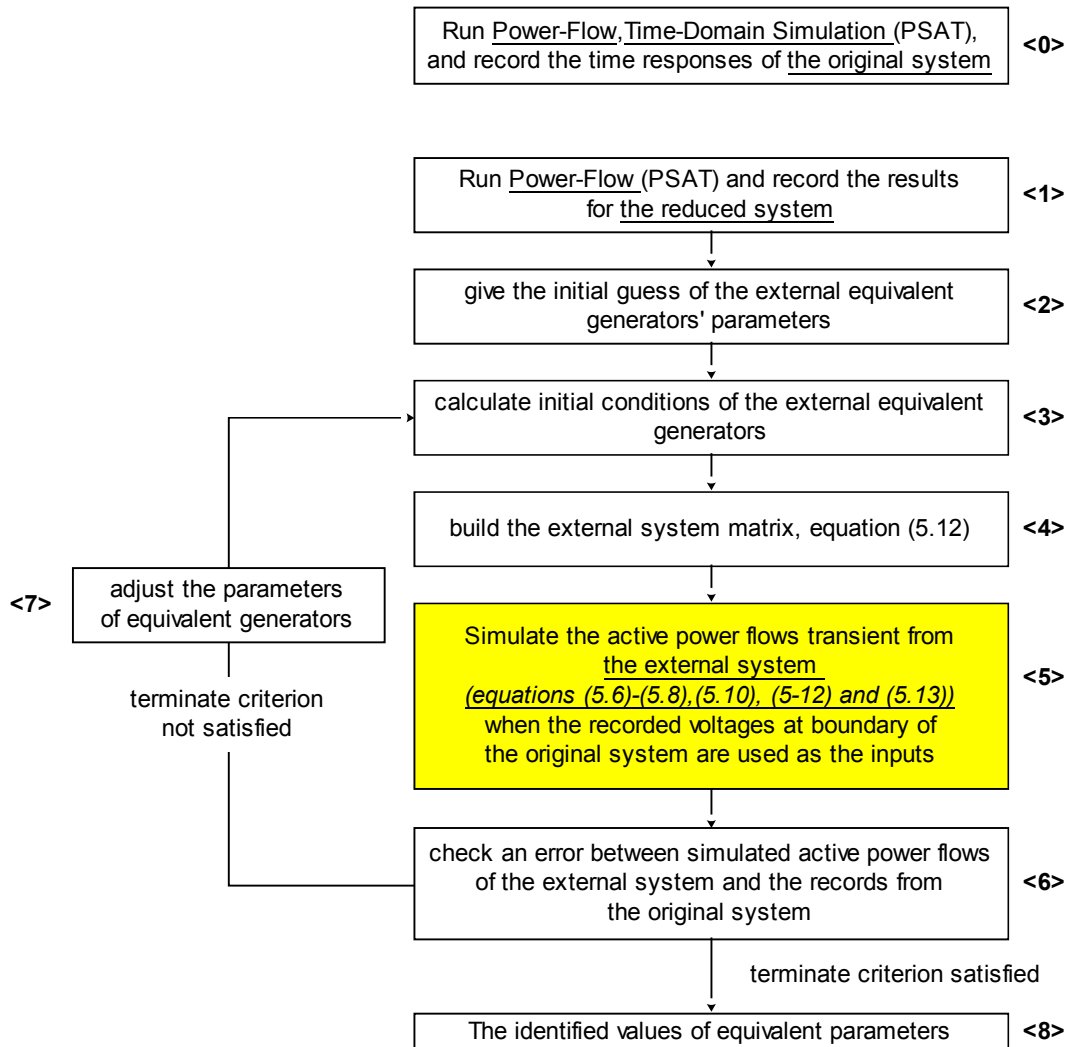 Run Power-Flow,Time-Domain Simulation (PSAT),
and record the time responses of the original system
<0>
Run Power-Flow (PSAT) and record the results
for the reduced system
<1>
give the initial guess of the external equivalent
generators' parameters
<2>
calculate initial conditions of the external equivalent
generators
<3>
build the external system matrix, equation (5.12)
<4>
<7>
adjust the parameters
of equivalent generators
Simulate the active power flows transient from
the external system
(equations (5.6)-(5.8),(5.10), (5-12) and (5.13))
when the recorded voltages at boundary of
the original system are used as the inputs
<5>
terminate criterion
not satisfied
check an error between simulated active power flows
of the external system and the records from
the original system
<6>
terminate criterion satisfied
The identified values of equivalent parameters
<8>